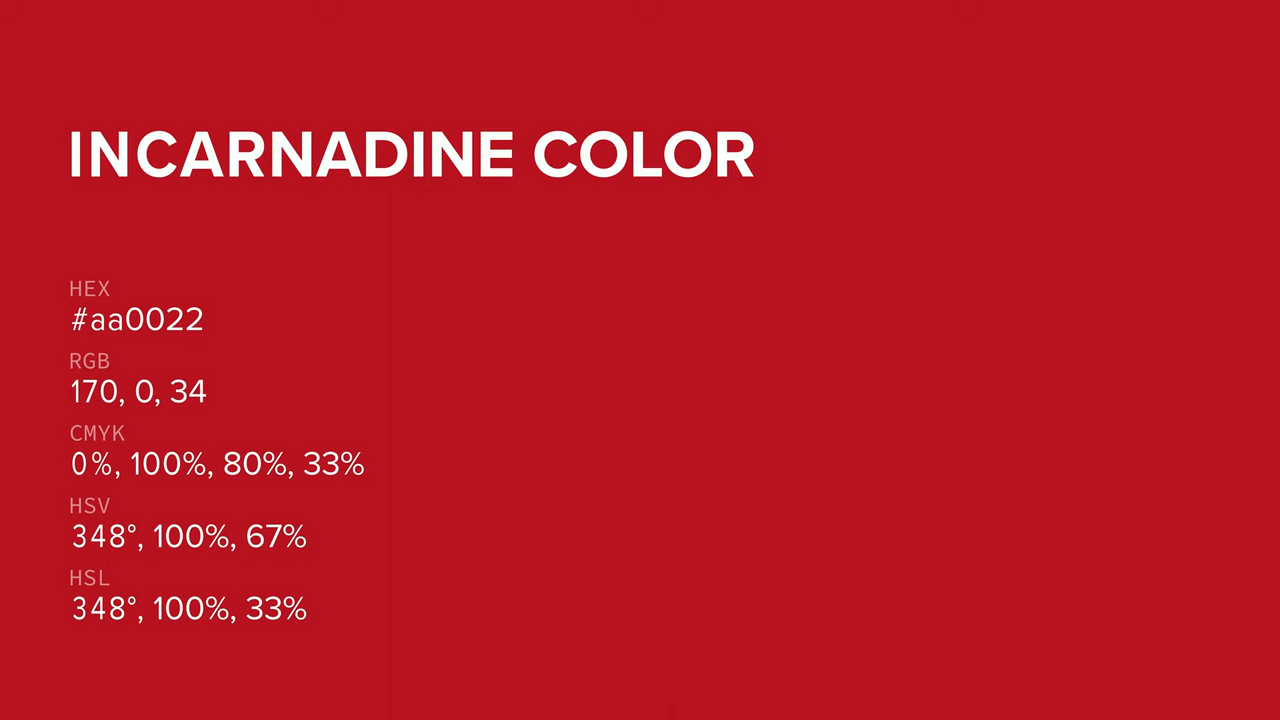 INCARNADINE COLOR
HEX
#aa0022
RGB
170, 0, 34
CMYK
0%, 100%, 80%, 33%
HSV
348°, 100%, 67%
HSL
348°, 100%, 33%